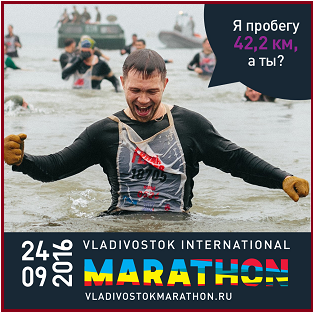 Я пробегу
42,2 км,
а ты?
24
09
2016
VLADIVOSTOK INTERNATIONAL
MARATHON
VLADIVOSTOKMARATHON.RU